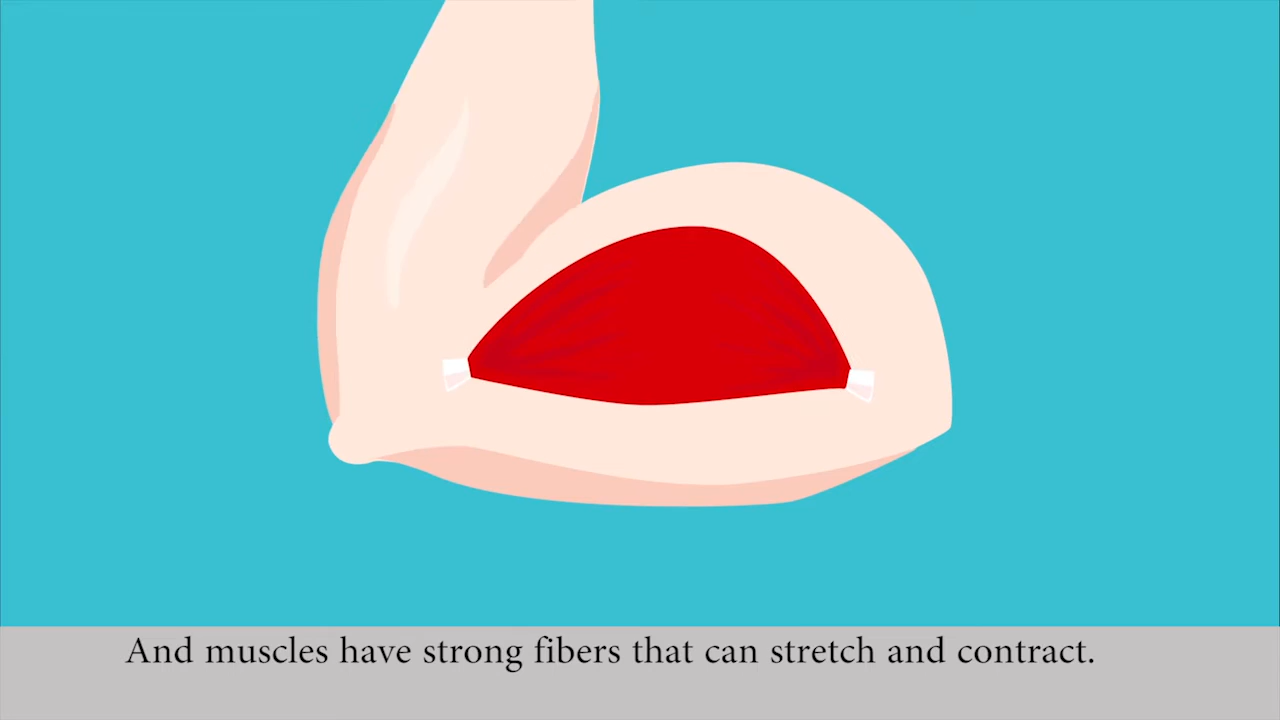 And muscles have strong fibers that can stretch and contract.